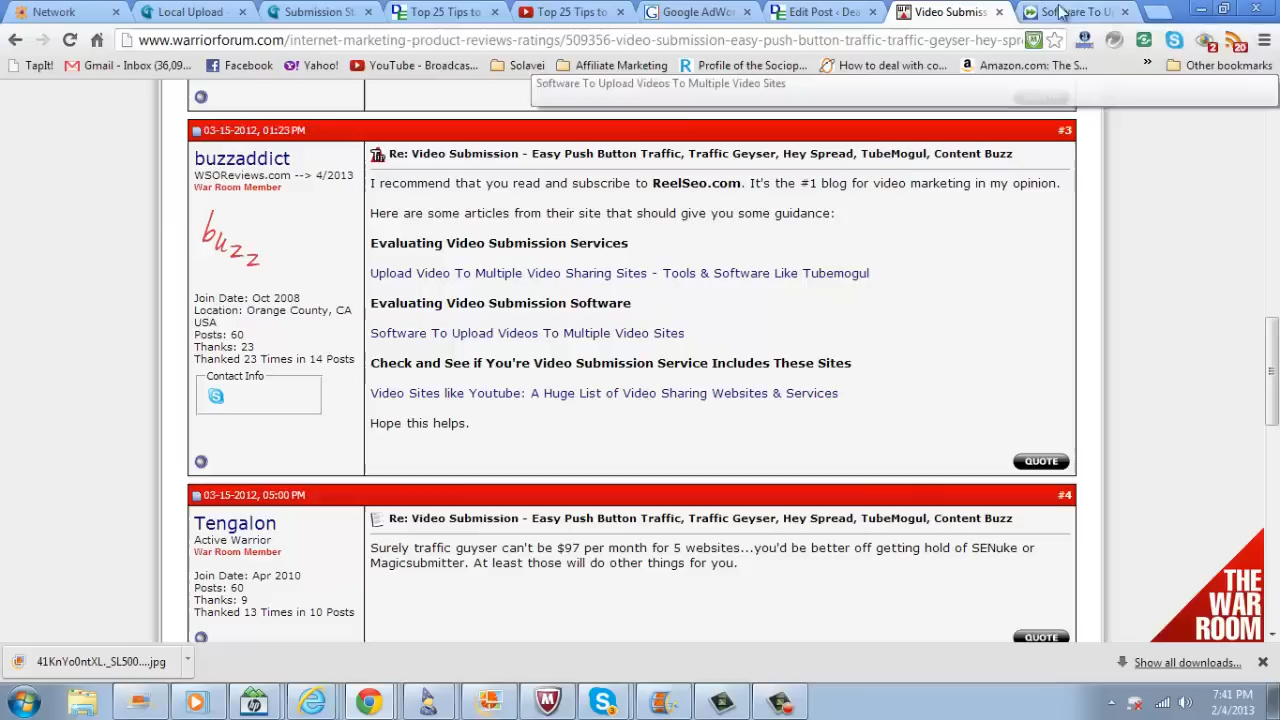 Network
Local Upload -
Submission St
Top 25 Tips to
Top 25 Tips to
Google AdWor
Edit Post ‹ Dea
Video Submiss
Software To Up
www.warriorforum.com/internet-marketing-product-reviews-ratings/509356-video-submission-easy-push-button-traffic-traffic-geyser-hey-spre
2
20
TapIt!
Gmail - Inbox (36,09...
Facebook
Yahoo!
YouTube - Broadcas...
Solavei
Affiliate Marketing
Profile of the Sociop...
How to deal with co...
Amazon.com: The S...
»
Other bookmarks
Software To Upload Videos To Multiple Video Sites
03-15-2012, 01:23 PM
#3
buzzaddict
WSOReviews.com --> 4/2013
War Room Member
buzz
Join Date: Oct 2008
Location: Orange County, CA
USA
Posts: 60
Thanks: 23
Thanked 23 Times in 14 Posts
Contact Info
Re: Video Submission - Easy Push Button Traffic, Traffic Geyser, Hey Spread, TubeMogul, Content Buzz
I recommend that you read and subscribe to ReelSeo.com. It's the #1 blog for video marketing in my opinion.
Here are some articles from their site that should give you some guidance:
Evaluating Video Submission Services
Upload Video To Multiple Video Sharing Sites - Tools & Software Like Tubemogul
Evaluating Video Submission Software
Software To Upload Videos To Multiple Video Sites
Check and See if You're Video Submission Service Includes These Sites
Video Sites like Youtube: A Huge List of Video Sharing Websites & Services
Hope this helps.
QUOTE
03-15-2012, 05:00 PM
#4
Tengalon
Active Warrior
War Room Member
Join Date: Apr 2010
Posts: 60
Thanks: 9
Thanked 13 Times in 10 Posts
Re: Video Submission - Easy Push Button Traffic, Traffic Geyser, Hey Spread, TubeMogul, Content Buzz
Surely traffic guyser can't be $97 per month for 5 websites...you'd be better off getting hold of SENuke or
Magicsubmitter. At least those will do other things for you.
QUOTE
THE
WAR
ROOM
41KnYo0ntXL._SL500....jpg
Show all downloads...
7:41 PM
2/4/2013